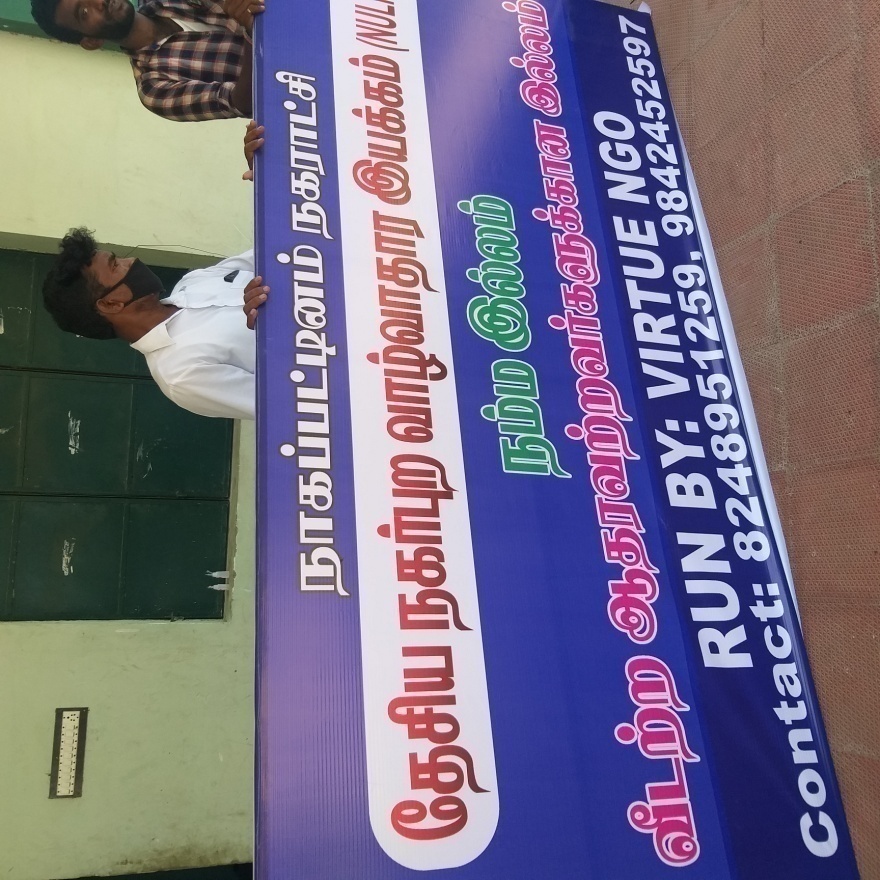 நாகப்பட்டினம் நகராட்சி
தேசிய நகர்புற வாழ்வாதார இயக்கம் (NUL
நம்ம இல்லம்
வீடற்ற ஆதரவற்றவர்களுக்கான இல்லம்
RUN BY: VIRTUE NGO
Contact: 8248951259, 9842452597